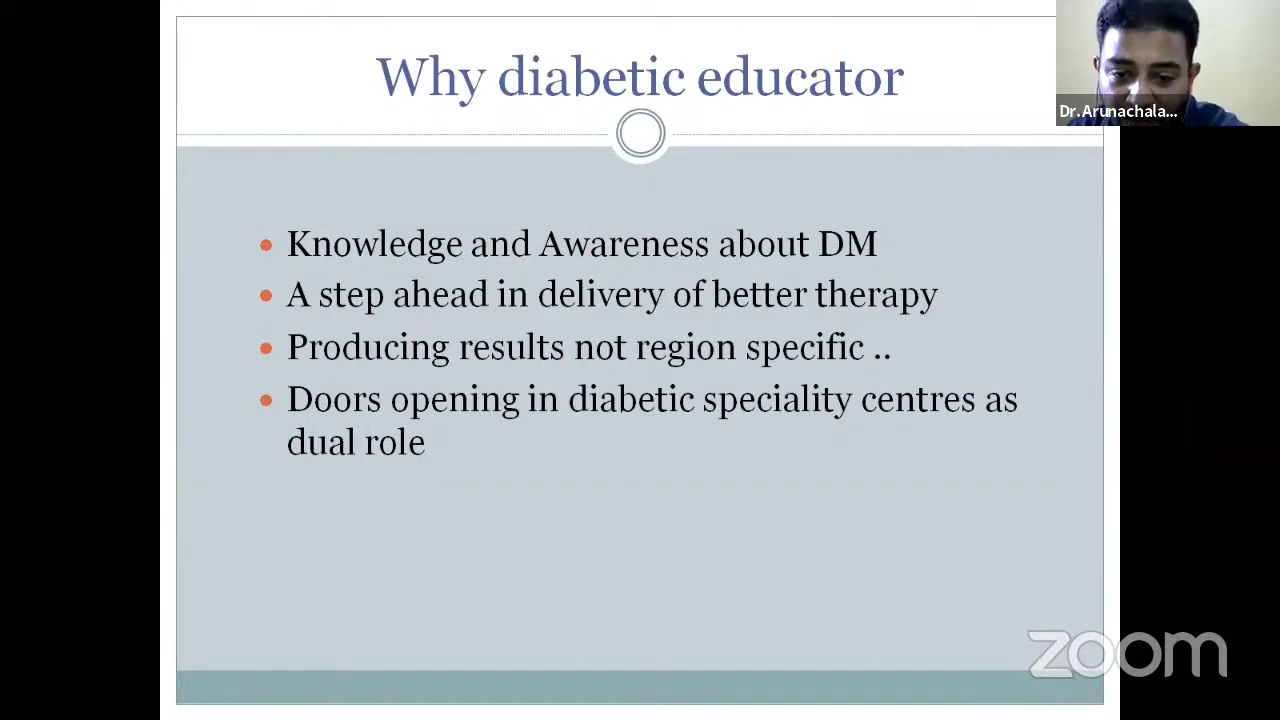 Why diabetic educator
Dr.Arunachala...
Knowledge and Awareness about DM
A step ahead in delivery of better therapy
Producing results not region specific ..
Doors opening in diabetic speciality centres as
dual role
zoom